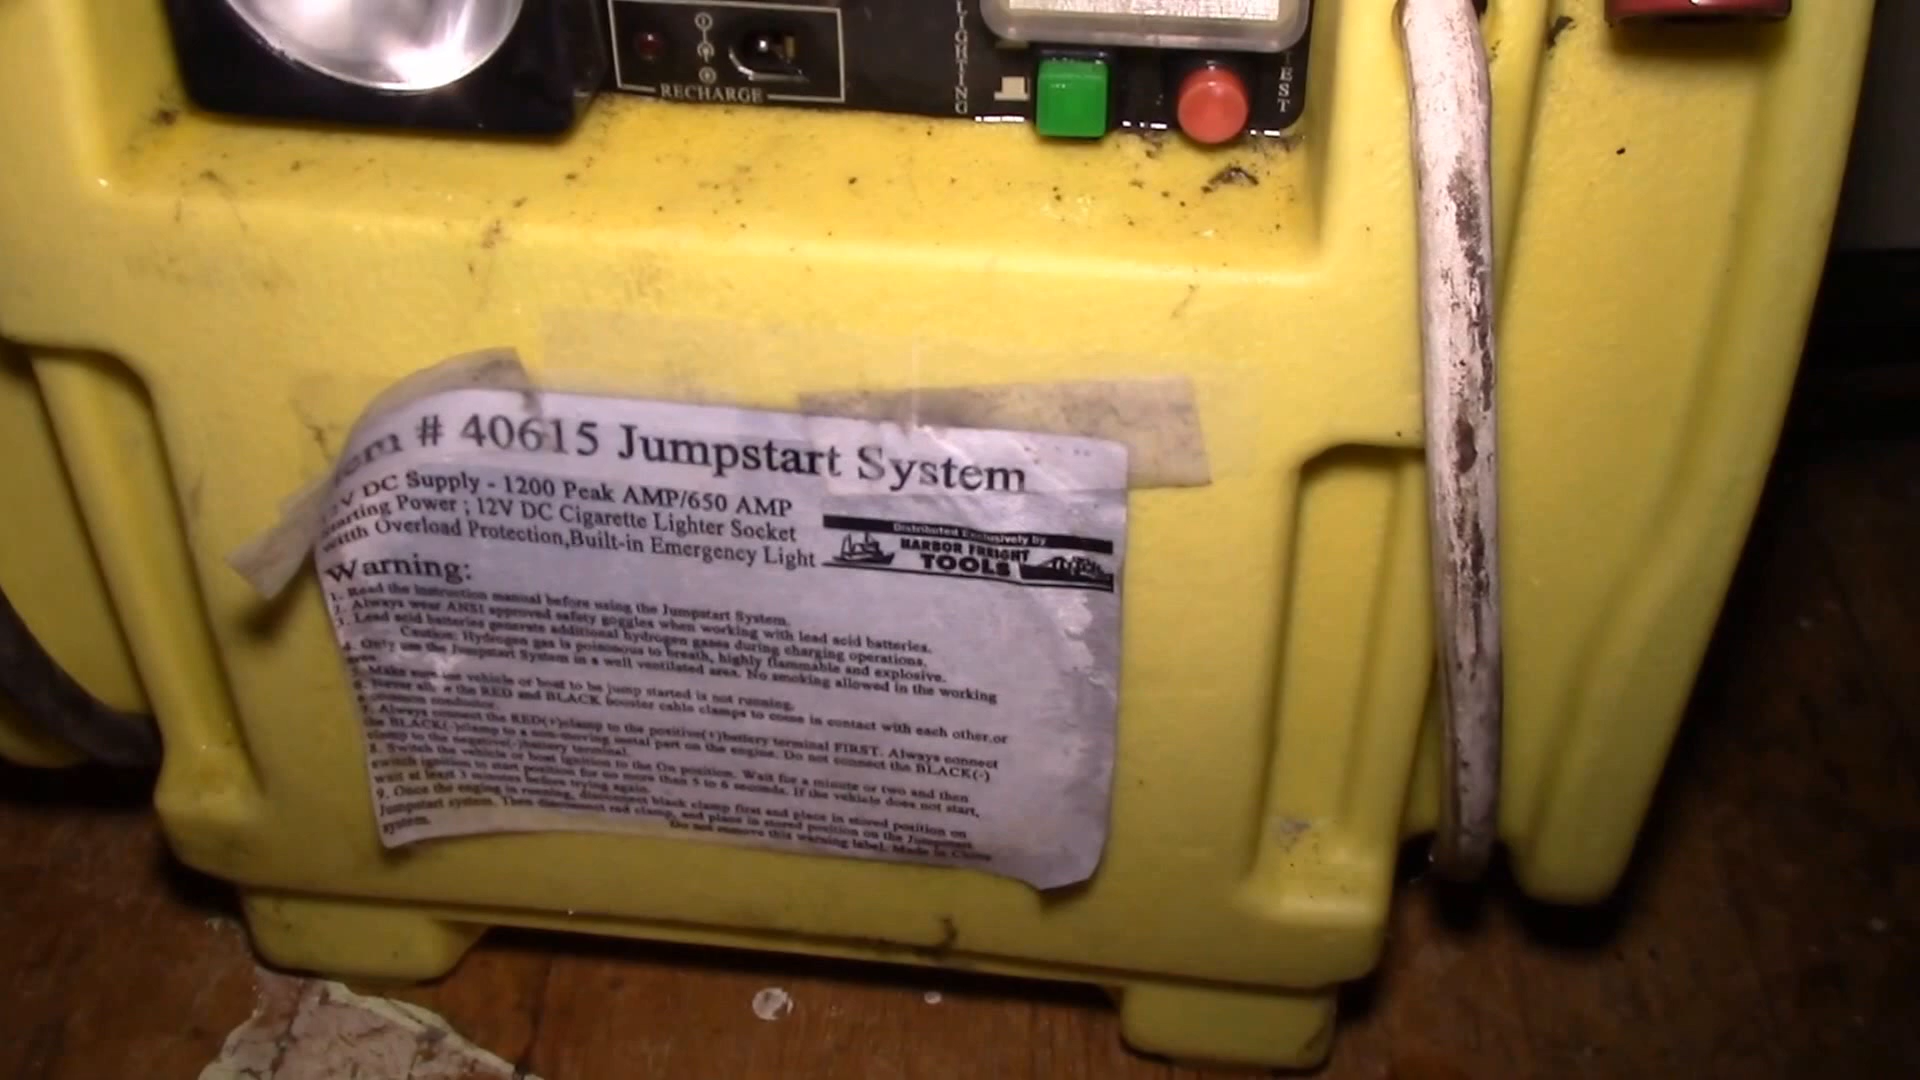 RECHARGE
LIGHTING
EST
em # 40615 Jumpstart System
V DC Supply - 1200 Peak AMP/650 AMP
tarting Power ; 12V DC Cigarette Lighter Socket
with Overload Protection,Built-in Emergency Light
Distributed Exclusively by
HARBOR FREIGHT
TOOLS
Warning:
1. Read the instruction manual before using the Jumpstart System.
2. Always wear ANSI approved safety goggles when working with lead acid batteries.
3. Lead acid batteries generate additional hydrogen gases during charging operations.
Caution: Hydrogen gas is poisonous to breath, highly flammable and explosive.
4. Only use the Jumpstart System in a well ventilated area. No smoking allowed in the working
area.
5. Make sure the vehicle or boat to be jump started is not running.
6. Never allow the RED and BLACK booster cable clamps to come in contact with each other,or
common conductor.
7. Always connect the RED(+)clamp to the positive(+)battery terminal FIRST. Always connect
the BLACK(-)clamp to a non-moving metal part on the engine. Do not connect the BLACK(-)
clamp to the negative(-)battery terminal.
8. Switch the vehicle or boat ignition to the On position. Wait for a minute or two and then
switch ignition to start position for no more than 5 to 6 seconds. If the vehicle does not start,
wait at least 3 minutes before trying again.
9. Once the enging is running, disconnect black clamp first and place in stored position on
Jumpstart system. Then disconnect red clamp, and place in stored position on the Jumpstart
system.
Do not remove this warning label. Made In China